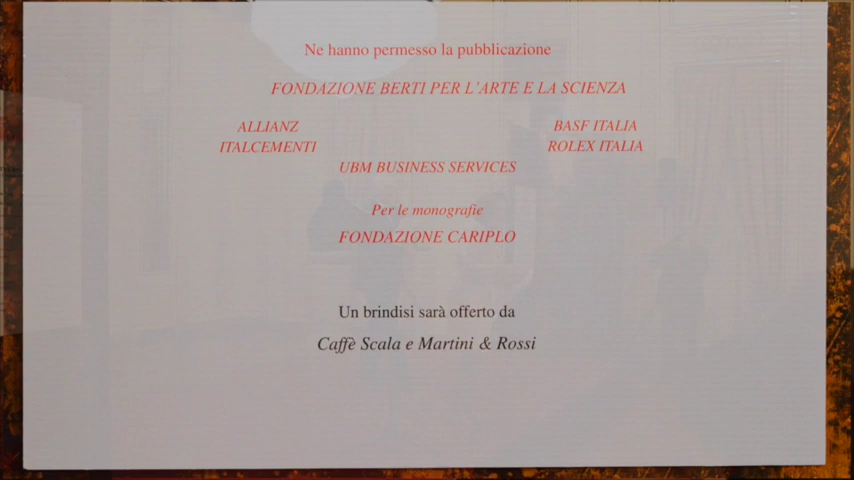 Ne hanno permesso la pubblicazione
FONDAZIONE BERTI PER L'ARTE E LA SCIENZA
ALLIANZ
ITALCEMENTI
BASF ITALIA
ROLEX ITALIA
UBM BUSINESS SERVICES
Per le monografie
FONDAZIONE CARIPLO
Un brindisi sarà offerto da
Caffè Scala e Martini & Rossi